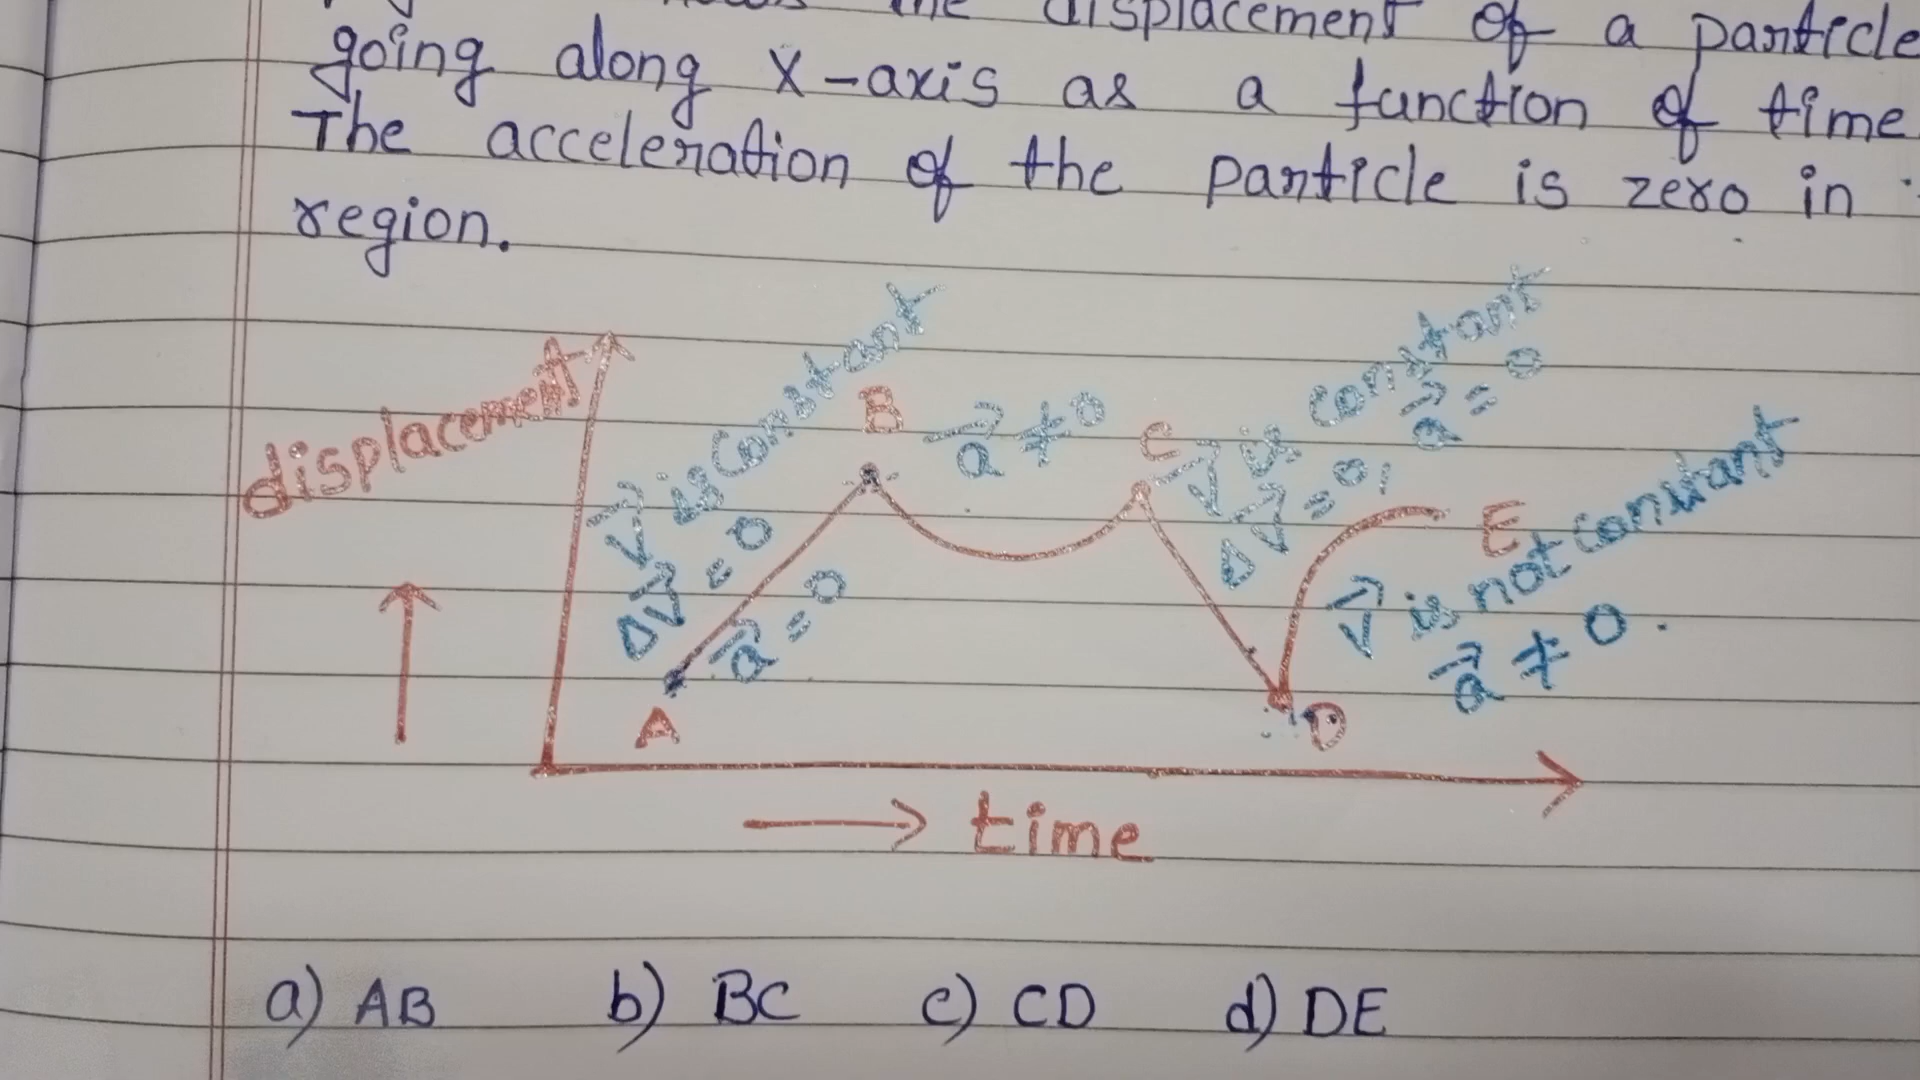 the displacement of a particle
going along X-axis as a function of time.
The acceleration of the particle is zero in
region.
displacement
V⃗ is constant
ΔV⃗ = 0
a⃗ = 0
B
a⃗ ≠ 0
C
V⃗ is constant
ΔV⃗ = 0, a⃗ = 0
E
V⃗ is not constant
a⃗ ≠ 0.
A
D
→ time
a) AB b) BC c) CD d) DE